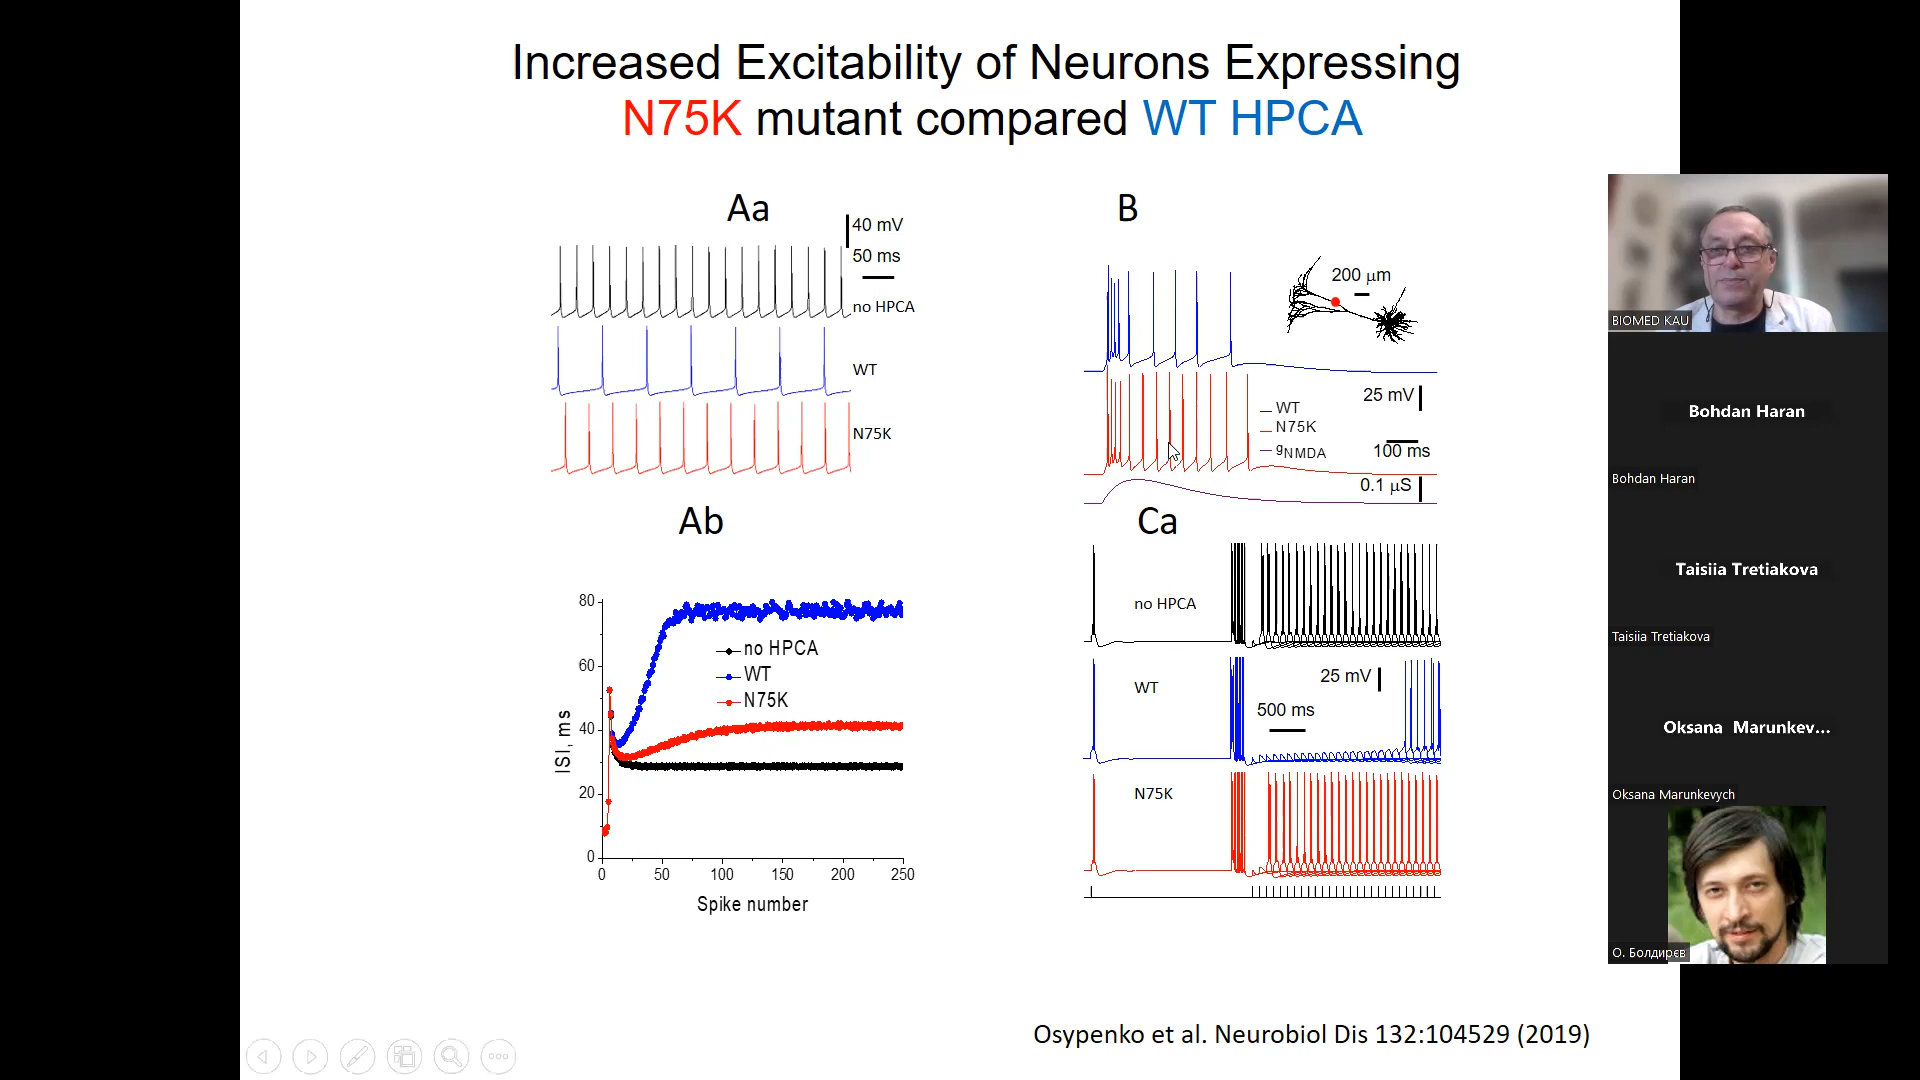 Increased Excitability of Neurons Expressing
N75K mutant compared WT HPCA
Aa
40 mV
50 ms
no HPCA
WT
N75K
B
200 µm
25 mV
WT
N75K
gNMDA
100 ms
0.1 µS
Ab
80
60
40
20
0
0 50 100 150 200 250
ISI, ms
Spike number
no HPCA
WT
N75K
Ca
no HPCA
WT
25 mV
500 ms
N75K
Osypenko et al. Neurobiol Dis 132:104529 (2019)
BIOMED KAU
Bohdan Haran
Bohdan Haran
Taisiia Tretiakova
Taisiia Tretiakova
Oksana Marunkev...
Oksana Marunkevych
О. Болдирєв